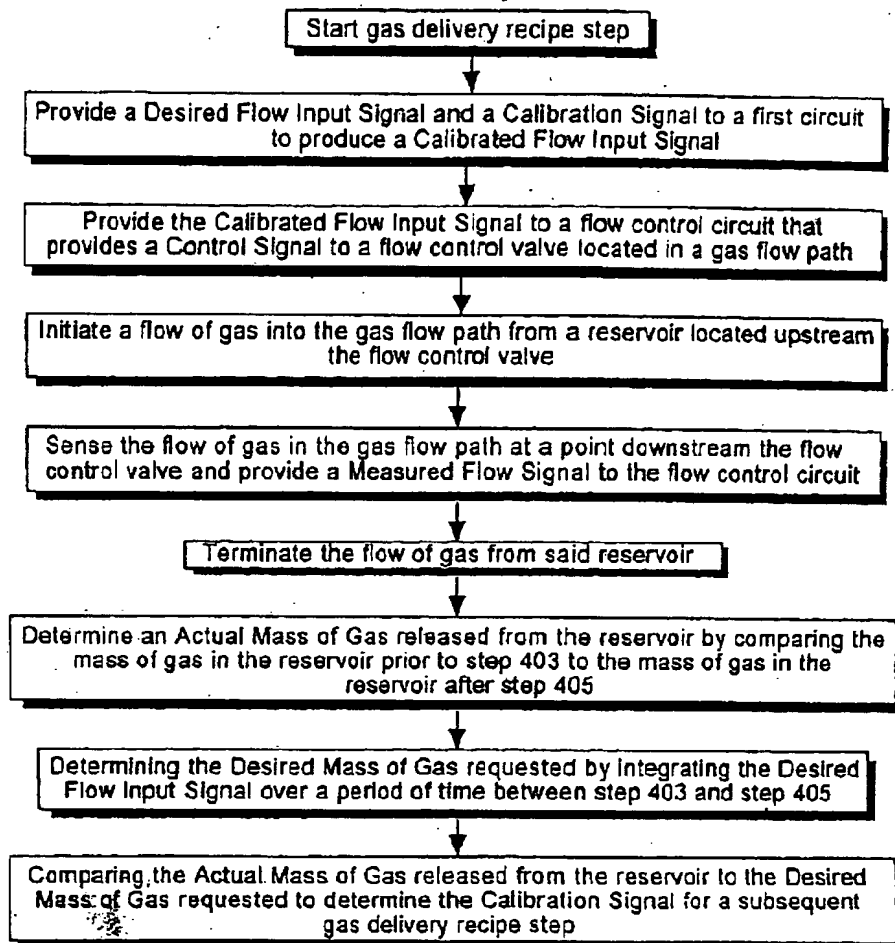 Start gas delivery recipe step
Provide a Desired Flow Input Signal and a Calibration Signal to a first circuit
to produce a Calibrated Flow Input Signal
Provide the Calibrated Flow Input Signal to a flow control circuit that
provides a Control Signal to a flow control valve located in a gas flow path
Initiate a flow of gas into the gas flow path from a reservoir located upstream
the flow control valve
Sense the flow of gas in the gas flow path at a point downstream the flow
control valve and provide a Measured Flow Signal to the flow control circuit
Terminate the flow of gas from said reservoir
Determine an Actual Mass of Gas released from the reservoir by comparing the
mass of gas in the reservoir prior to step 403 to the mass of gas in the
reservoir after step 405
Determining the Desired Mass of Gas requested by integrating the Desired
Flow Input Signal over a period of time between step 403 and step 405
Comparing the Actual Mass of Gas released from the reservoir to the Desired
Mass of Gas requested to determine the Calibration Signal for a subsequent
gas delivery recipe step